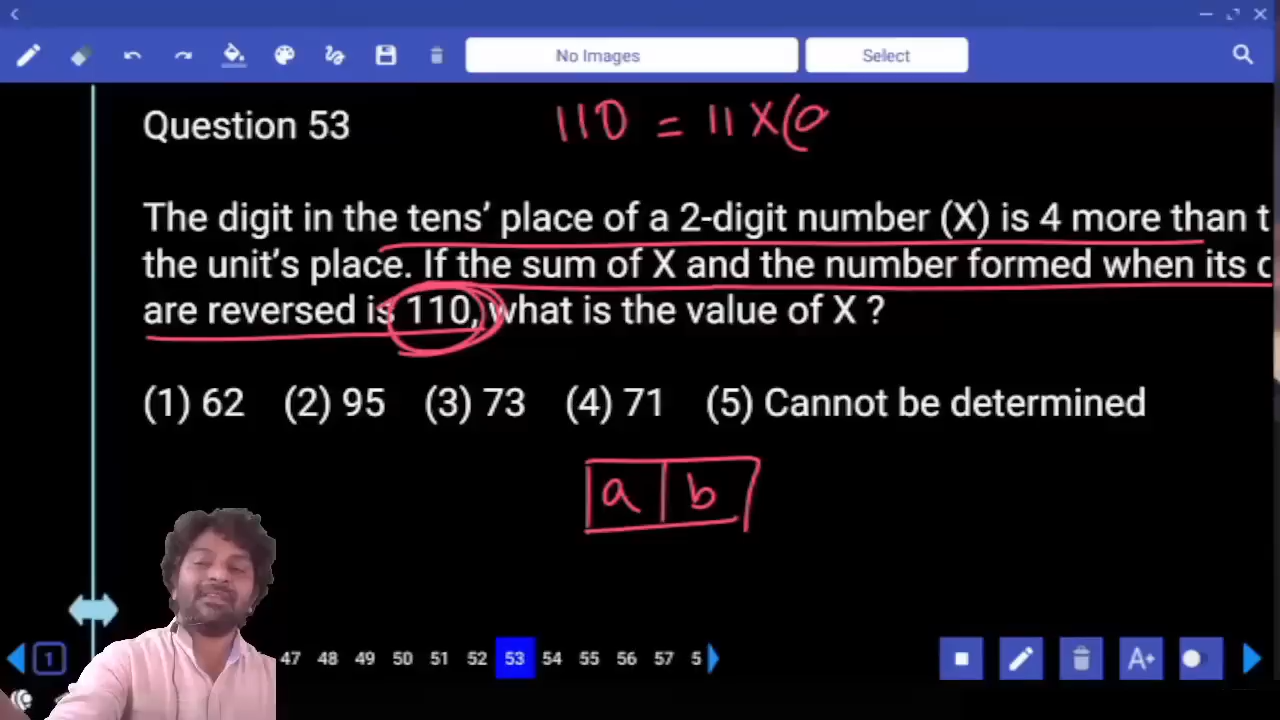 No Images
Select
Question 53
110 = 11 X (a
The digit in the tens’ place of a 2-digit number (X) is 4 more than t
the unit’s place. If the sum of X and the number formed when its
are reversed is 110, what is the value of X ?
(1) 62 (2) 95 (3) 73 (4) 71 (5) Cannot be determined
a b
1 47 48 49 50 51 52 53 54 55 56 57 5
A+